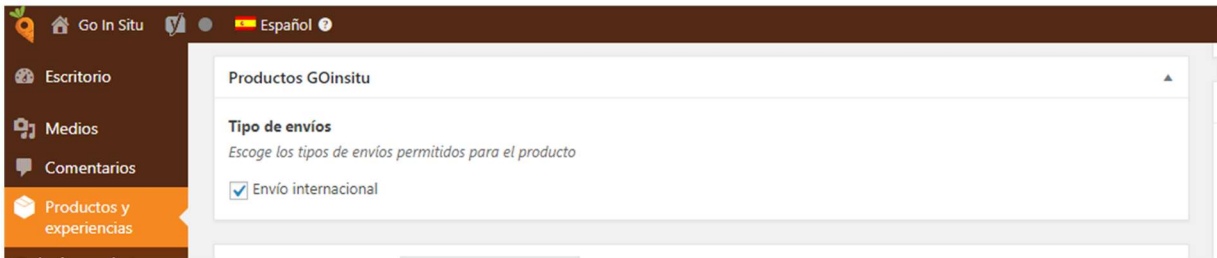 Go In Situ
Español ?
Escritorio
Medios
Comentarios
Productos y
experiencias
Productos GOinsitu
Tipo de envíos
Escoge los tipos de envíos permitidos para el producto
Envío internacional